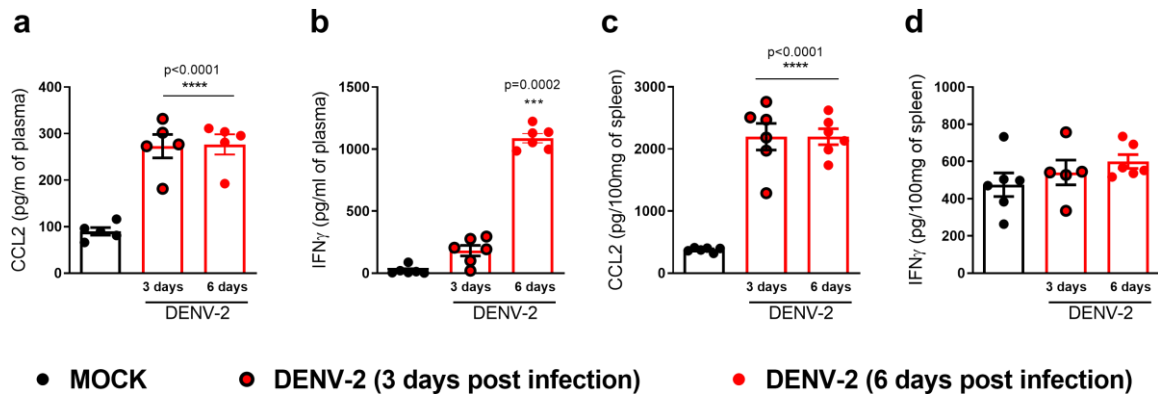 a
CCL2 (pg/m of plasma)
400
300
200
100
0
p<0.0001
****
3 days
6 days
DENV-2
b
IFNγ (pg/ml of plasma)
1500
1000
500
0
p=0.0002
***
3 days
6 days
DENV-2
c
CCL2 (pg/100mg of spleen)
3000
2000
1000
0
p<0.0001
****
3 days
6 days
DENV-2
d
IFNγ (pg/100mg of spleen)
1000
800
600
400
200
0
3 days
6 days
DENV-2
MOCK
DENV-2 (3 days post infection)
DENV-2 (6 days post infection)